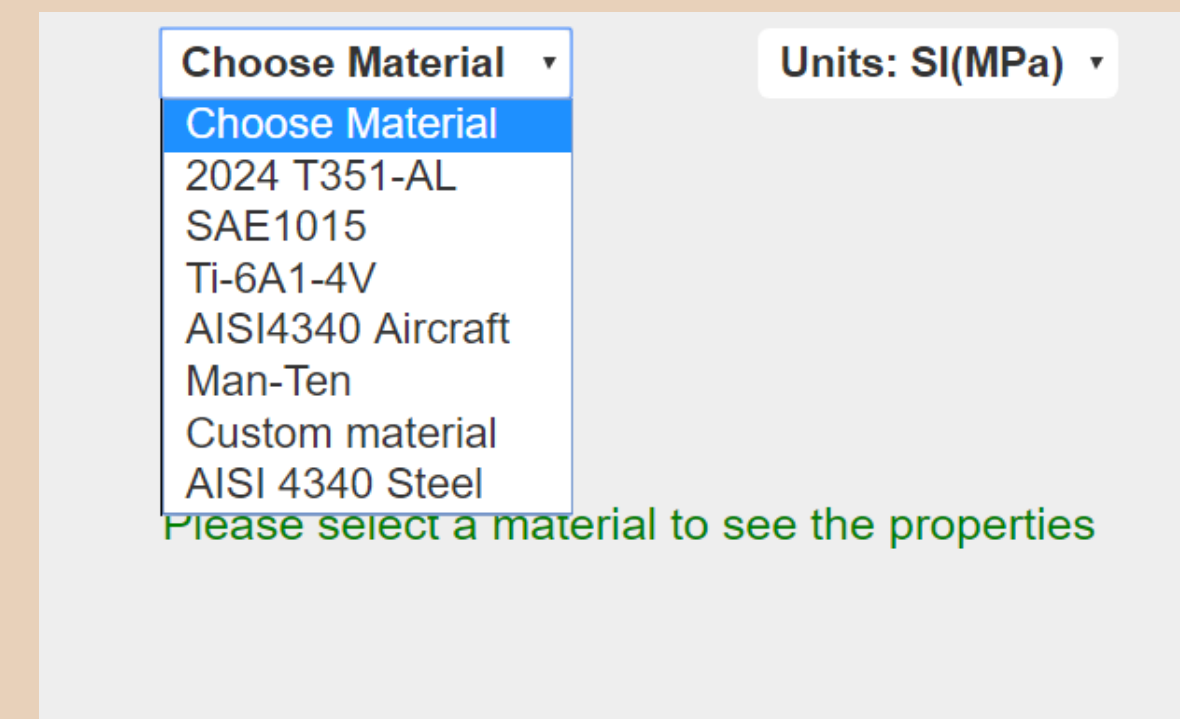 Choose Material
Units: SI(MPa)
Choose Material
2024 T351-AL
SAE1015
Ti-6A1-4V
AISI4340 Aircraft
Man-Ten
Custom material
AISI 4340 Steel
Please select a material to see the properties